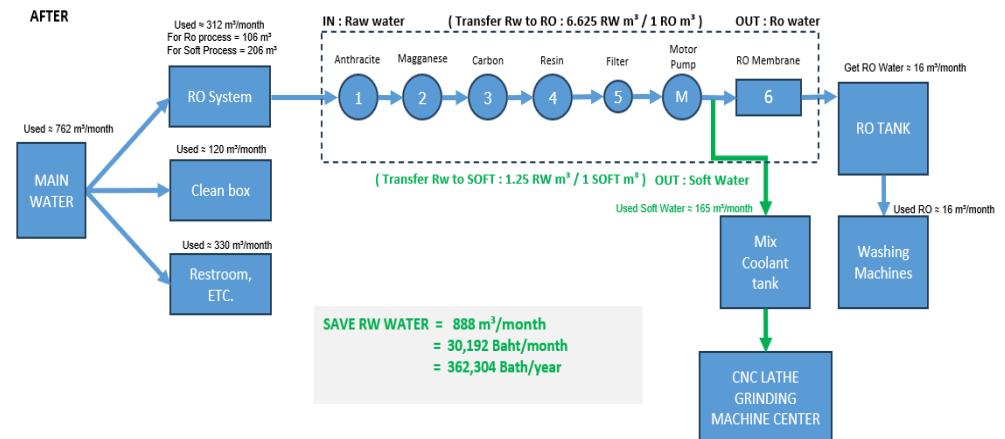 AFTER
Used ≈ 312 m³/month
For Ro process = 106 m³
For Soft Process = 206 m³
IN : Raw water
( Transfer Rw to RO : 6.625 RW m³ / 1 RO m³ )
OUT : Ro water
Anthracite
Magganese
Carbon
Resin
Filter
Motor
Pump
RO Membrane
Get RO Water ≈ 16 m³/month
RO System
1
2
3
4
5
M
6
RO TANK
Used ≈ 762 m³/month
MAIN
WATER
Used ≈ 120 m³/month
Clean box
( Transfer Rw to SOFT : 1.25 RW m³ / 1 SOFT m³ )
OUT : Soft Water
Used Soft Water ≈ 165 m³/month
Used RO ≈ 16 m³/month
Used ≈ 330 m³/month
Restroom,
ETC.
Mix
Coolant
tank
Washing
Machines
SAVE RW WATER = 888 m³/month
= 30,192 Baht/month
= 362,304 Bath/year
CNC LATHE
GRINDING
MACHINE CENTER